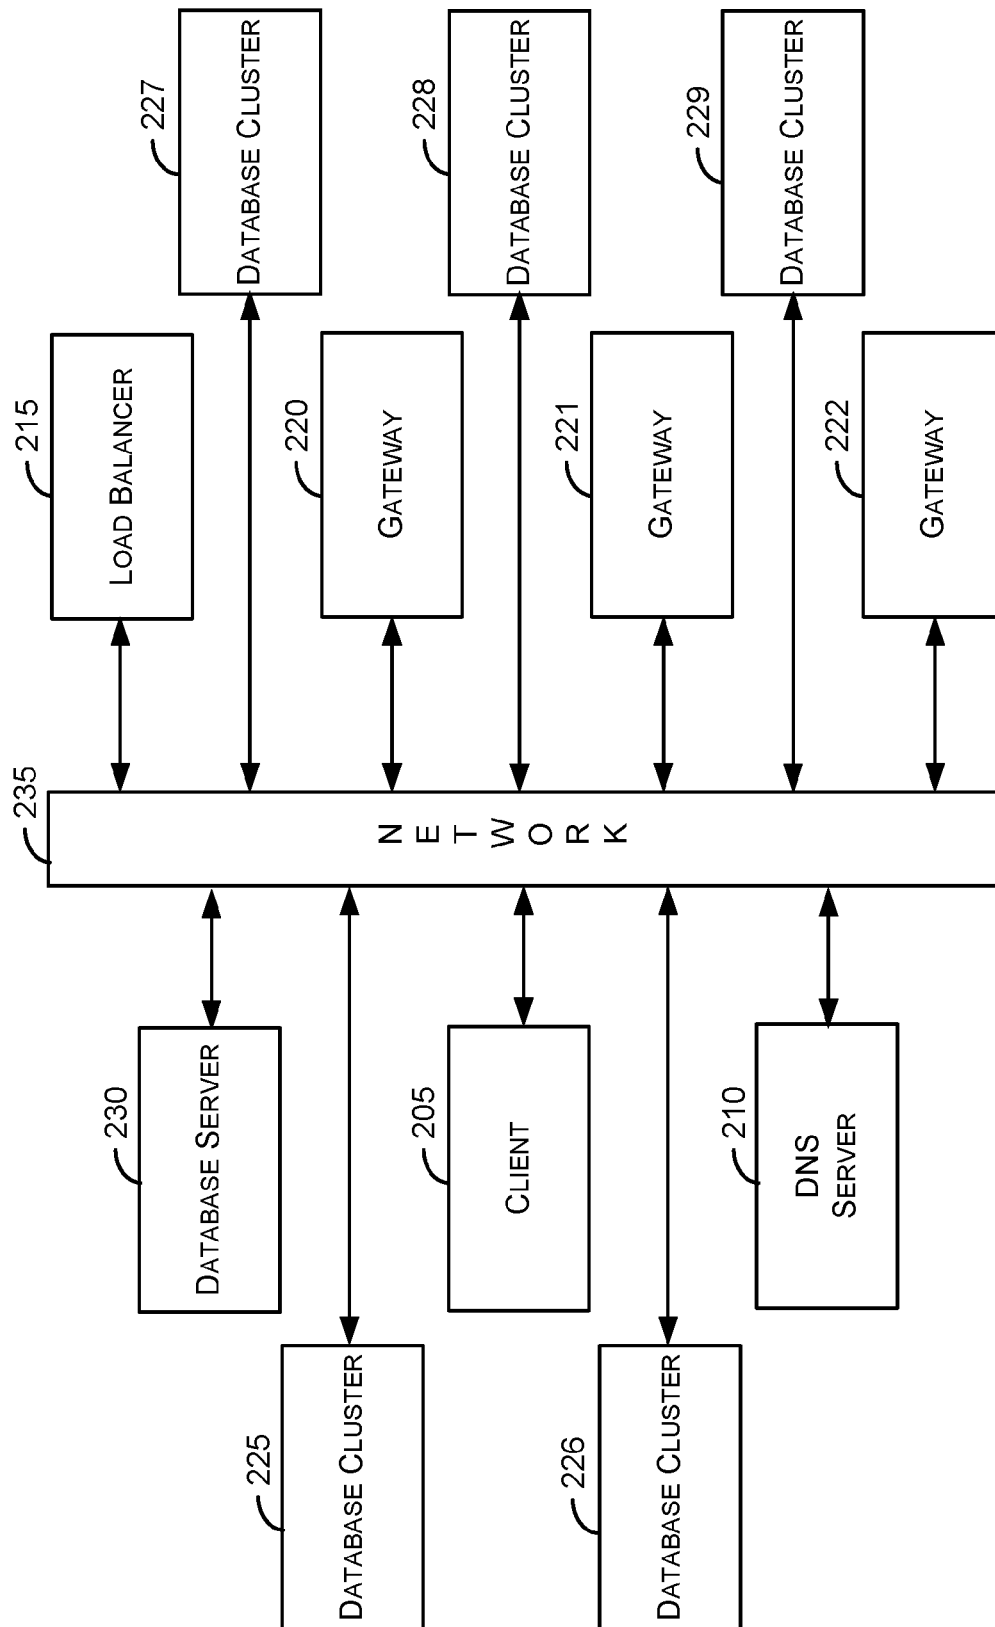 225
DATABASE CLUSTER
226
DATABASE CLUSTER
230
DATABASE SERVER
205
CLIENT
210
DNS
SERVER
235
NETWORK
215
LOAD BALANCER
220
GATEWAY
221
GATEWAY
222
GATEWAY
227
DATABASE CLUSTER
228
DATABASE CLUSTER
229
DATABASE CLUSTER